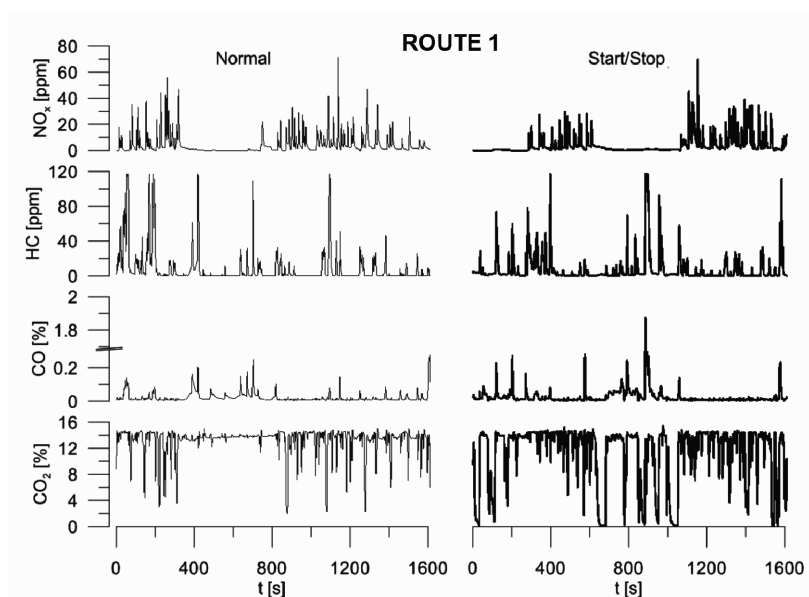 ROUTE 1
Normal
Start/Stop
NOx [ppm]
80
60
40
20
0
HC [ppm]
120
80
40
0
CO [%]
2
1.8
0.2
0
CO2 [%]
16
12
8
4
0
0 400 800 1200 1600
0 400 800 1200 1600
t [s]
t [s]